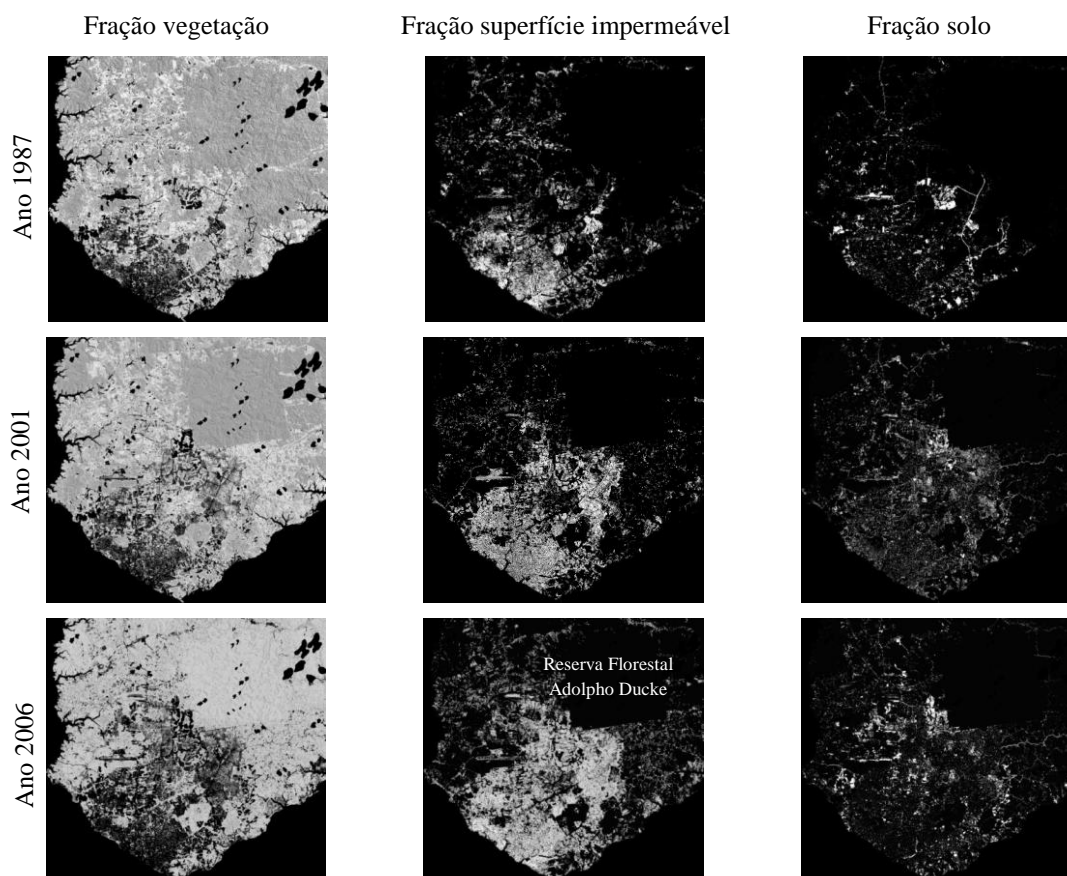 Fração vegetação
Fração superfície impermeável
Fração solo
Ano 1987
Ano 2001
Ano 2006
Reserva Florestal
Adolpho Ducke